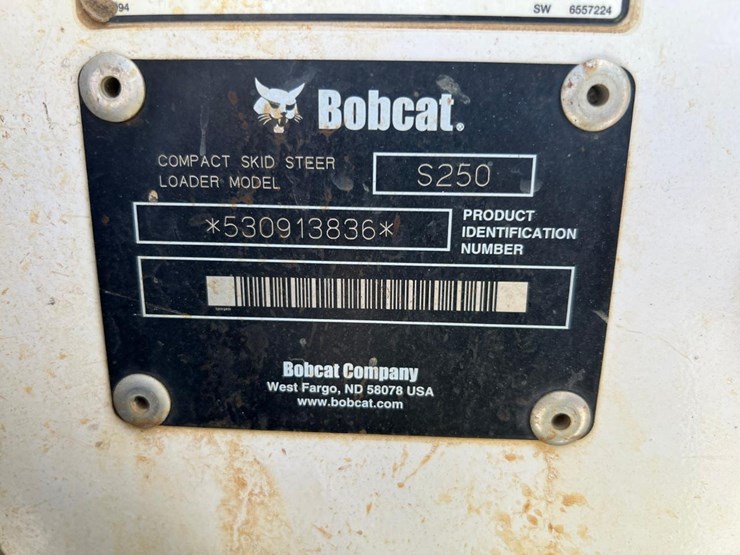 SW 6557224
Bobcat®
COMPACT SKID STEER
LOADER MODEL
S250
*530913836*
PRODUCT
IDENTIFICATION
NUMBER
Bobcat Company
West Fargo, ND 58078 USA
www.bobcat.com